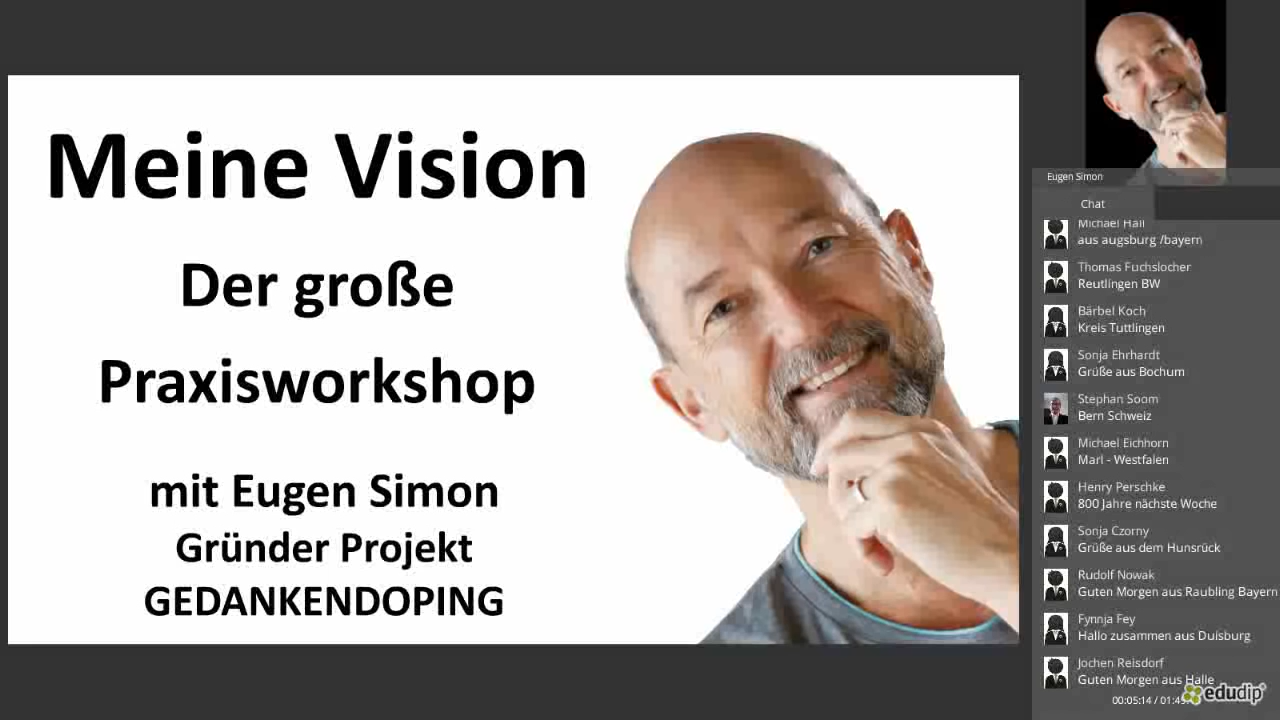 Meine Vision
Der große
Praxisworkshop
mit Eugen Simon
Gründer Projekt
GEDANKENDOPING
Eugen Simon
Chat
Michael Hall
aus augsburg /bayern
Thomas Fuchslocher
Reutlingen BW
Bärbel Koch
Kreis Tuttlingen
Sonja Ehrhardt
Grüße aus Bochum
Stephan Soom
Bern Schweiz
Michael Eichhorn
Marl - Westfalen
Henry Perschke
800 Jahre nächste Woche
Sonja Czorny
Grüße aus dem Hunsrück
Rudolf Nowak
Guten Morgen aus Raubling Bayern
Fynnja Fey
Hallo zusammen aus Duisburg
Jochen Reisdorf
Guten Morgen aus Halle
00:05:14 /
edudip